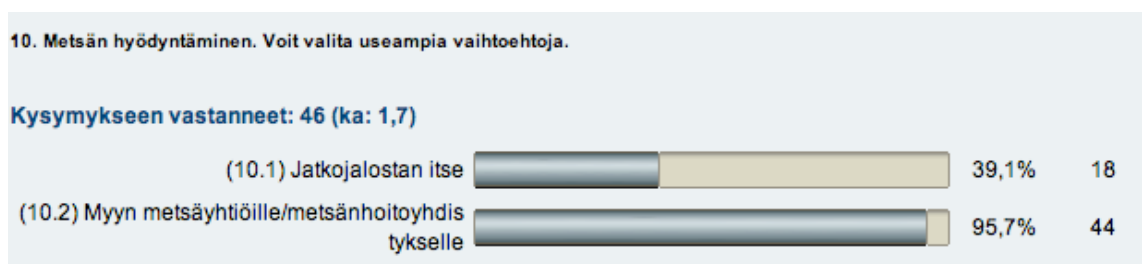 10. Metsän hyödyntäminen. Voit valita useampia vaihtoehtoja.
Kysymykseen vastanneet: 46 (ka: 1,7)
(10.1) Jatkojalostan itse 39,1% 18
(10.2) Myyn metsäyhtiöille/metsänhoitoyhdis
tykselle 95,7% 44